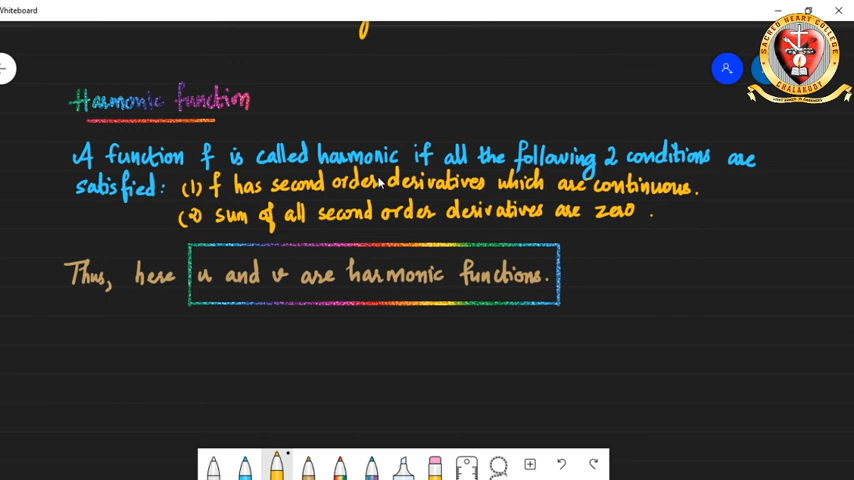 Whiteboard
SACRED HEART COLLEGE
CHALAKUDY
Harmonic function
A function f is called harmonic if all the following 2 conditions are
satisfied: (1) f has second order derivatives which are continuous.
(2) sum of all second order derivatives are zero.
Thus, here u and v are harmonic functions.